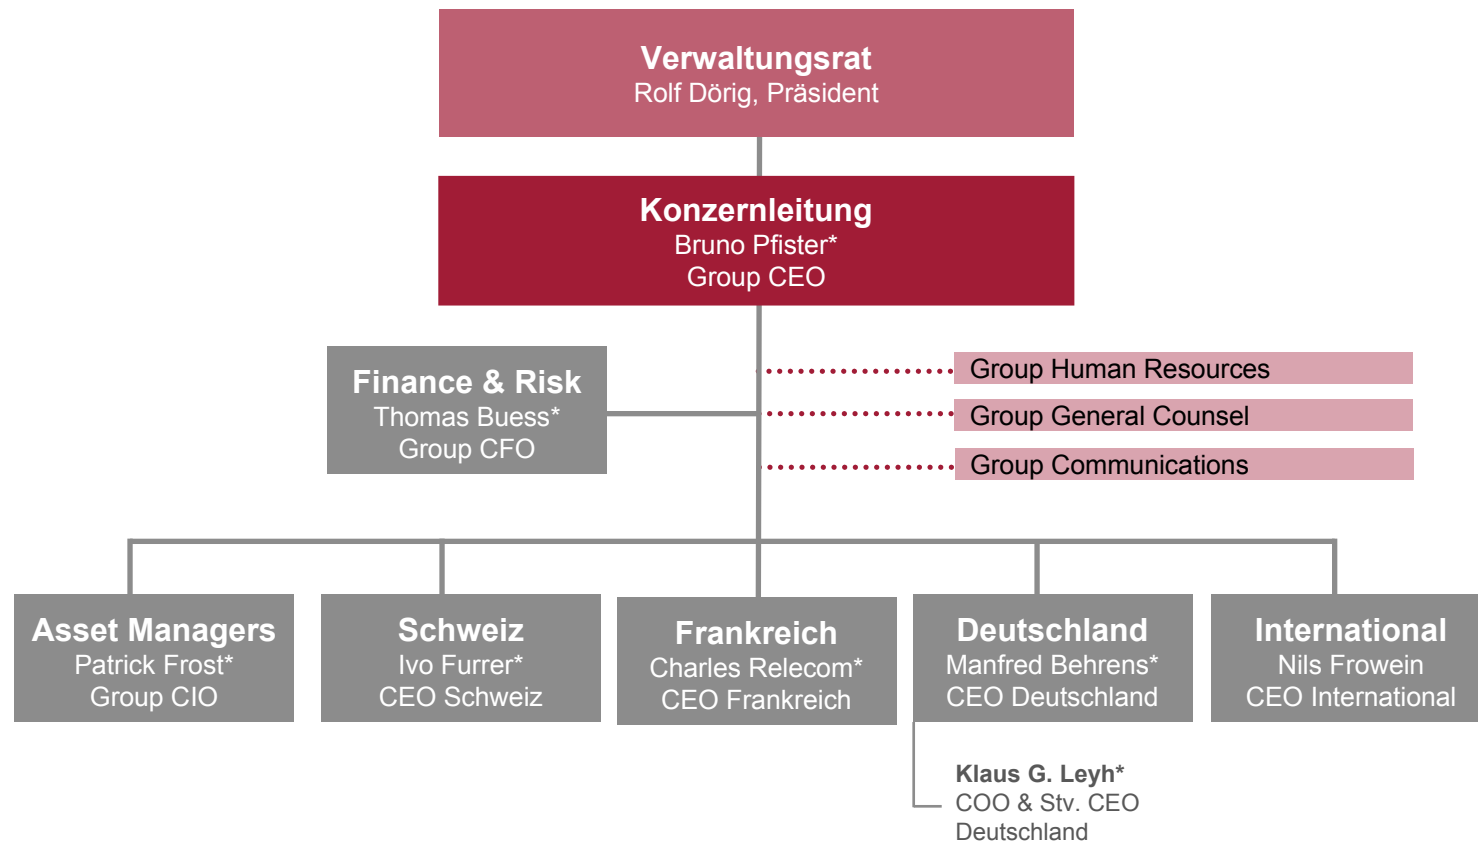 Verwaltungsrat
Rolf Dörig, Präsident
Konzernleitung
Bruno Pfister*
Group CEO
Finance & Risk
Thomas Buess*
Group CFO
Group Human Resources
Group General Counsel
Group Communications
Asset Managers
Patrick Frost*
Group CIO
Schweiz
Ivo Furrer*
CEO Schweiz
Frankreich
Charles Relecom*
CEO Frankreich
Deutschland
Manfred Behrens*
CEO Deutschland
International
Nils Frowein
CEO International
Klaus G. Leyh*
COO & Stv. CEO
Deutschland